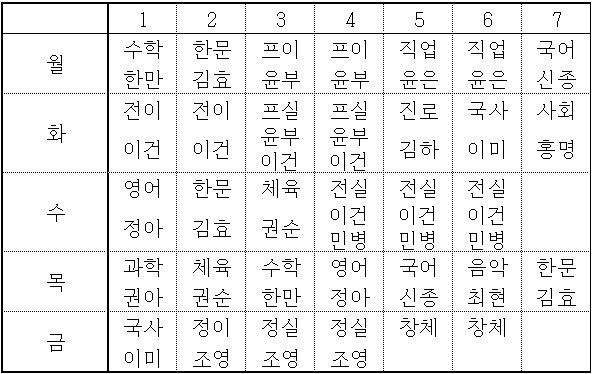 1 2 3 4 5 6 7
월 수학 한문 프이 프이 직업 직업 국어
한만 김효 윤부 윤부 윤은 윤은 신종
화 전이 전이 프실 프실 진로 국사 사회
이건 이건 윤부 이건 윤부 이건 김하 이미 홍명
수 영어 한문 체육 전실 전실 전실
정아 김효 권순 이건 민병 이건 민병 이건 민병
목 과학 체육 수학 영어 국어 음악 한문
권아 권순 한만 정아 신종 최현 김효
금 국사 정이 정실 정실 창체 창체
이미 조영 조영 조영